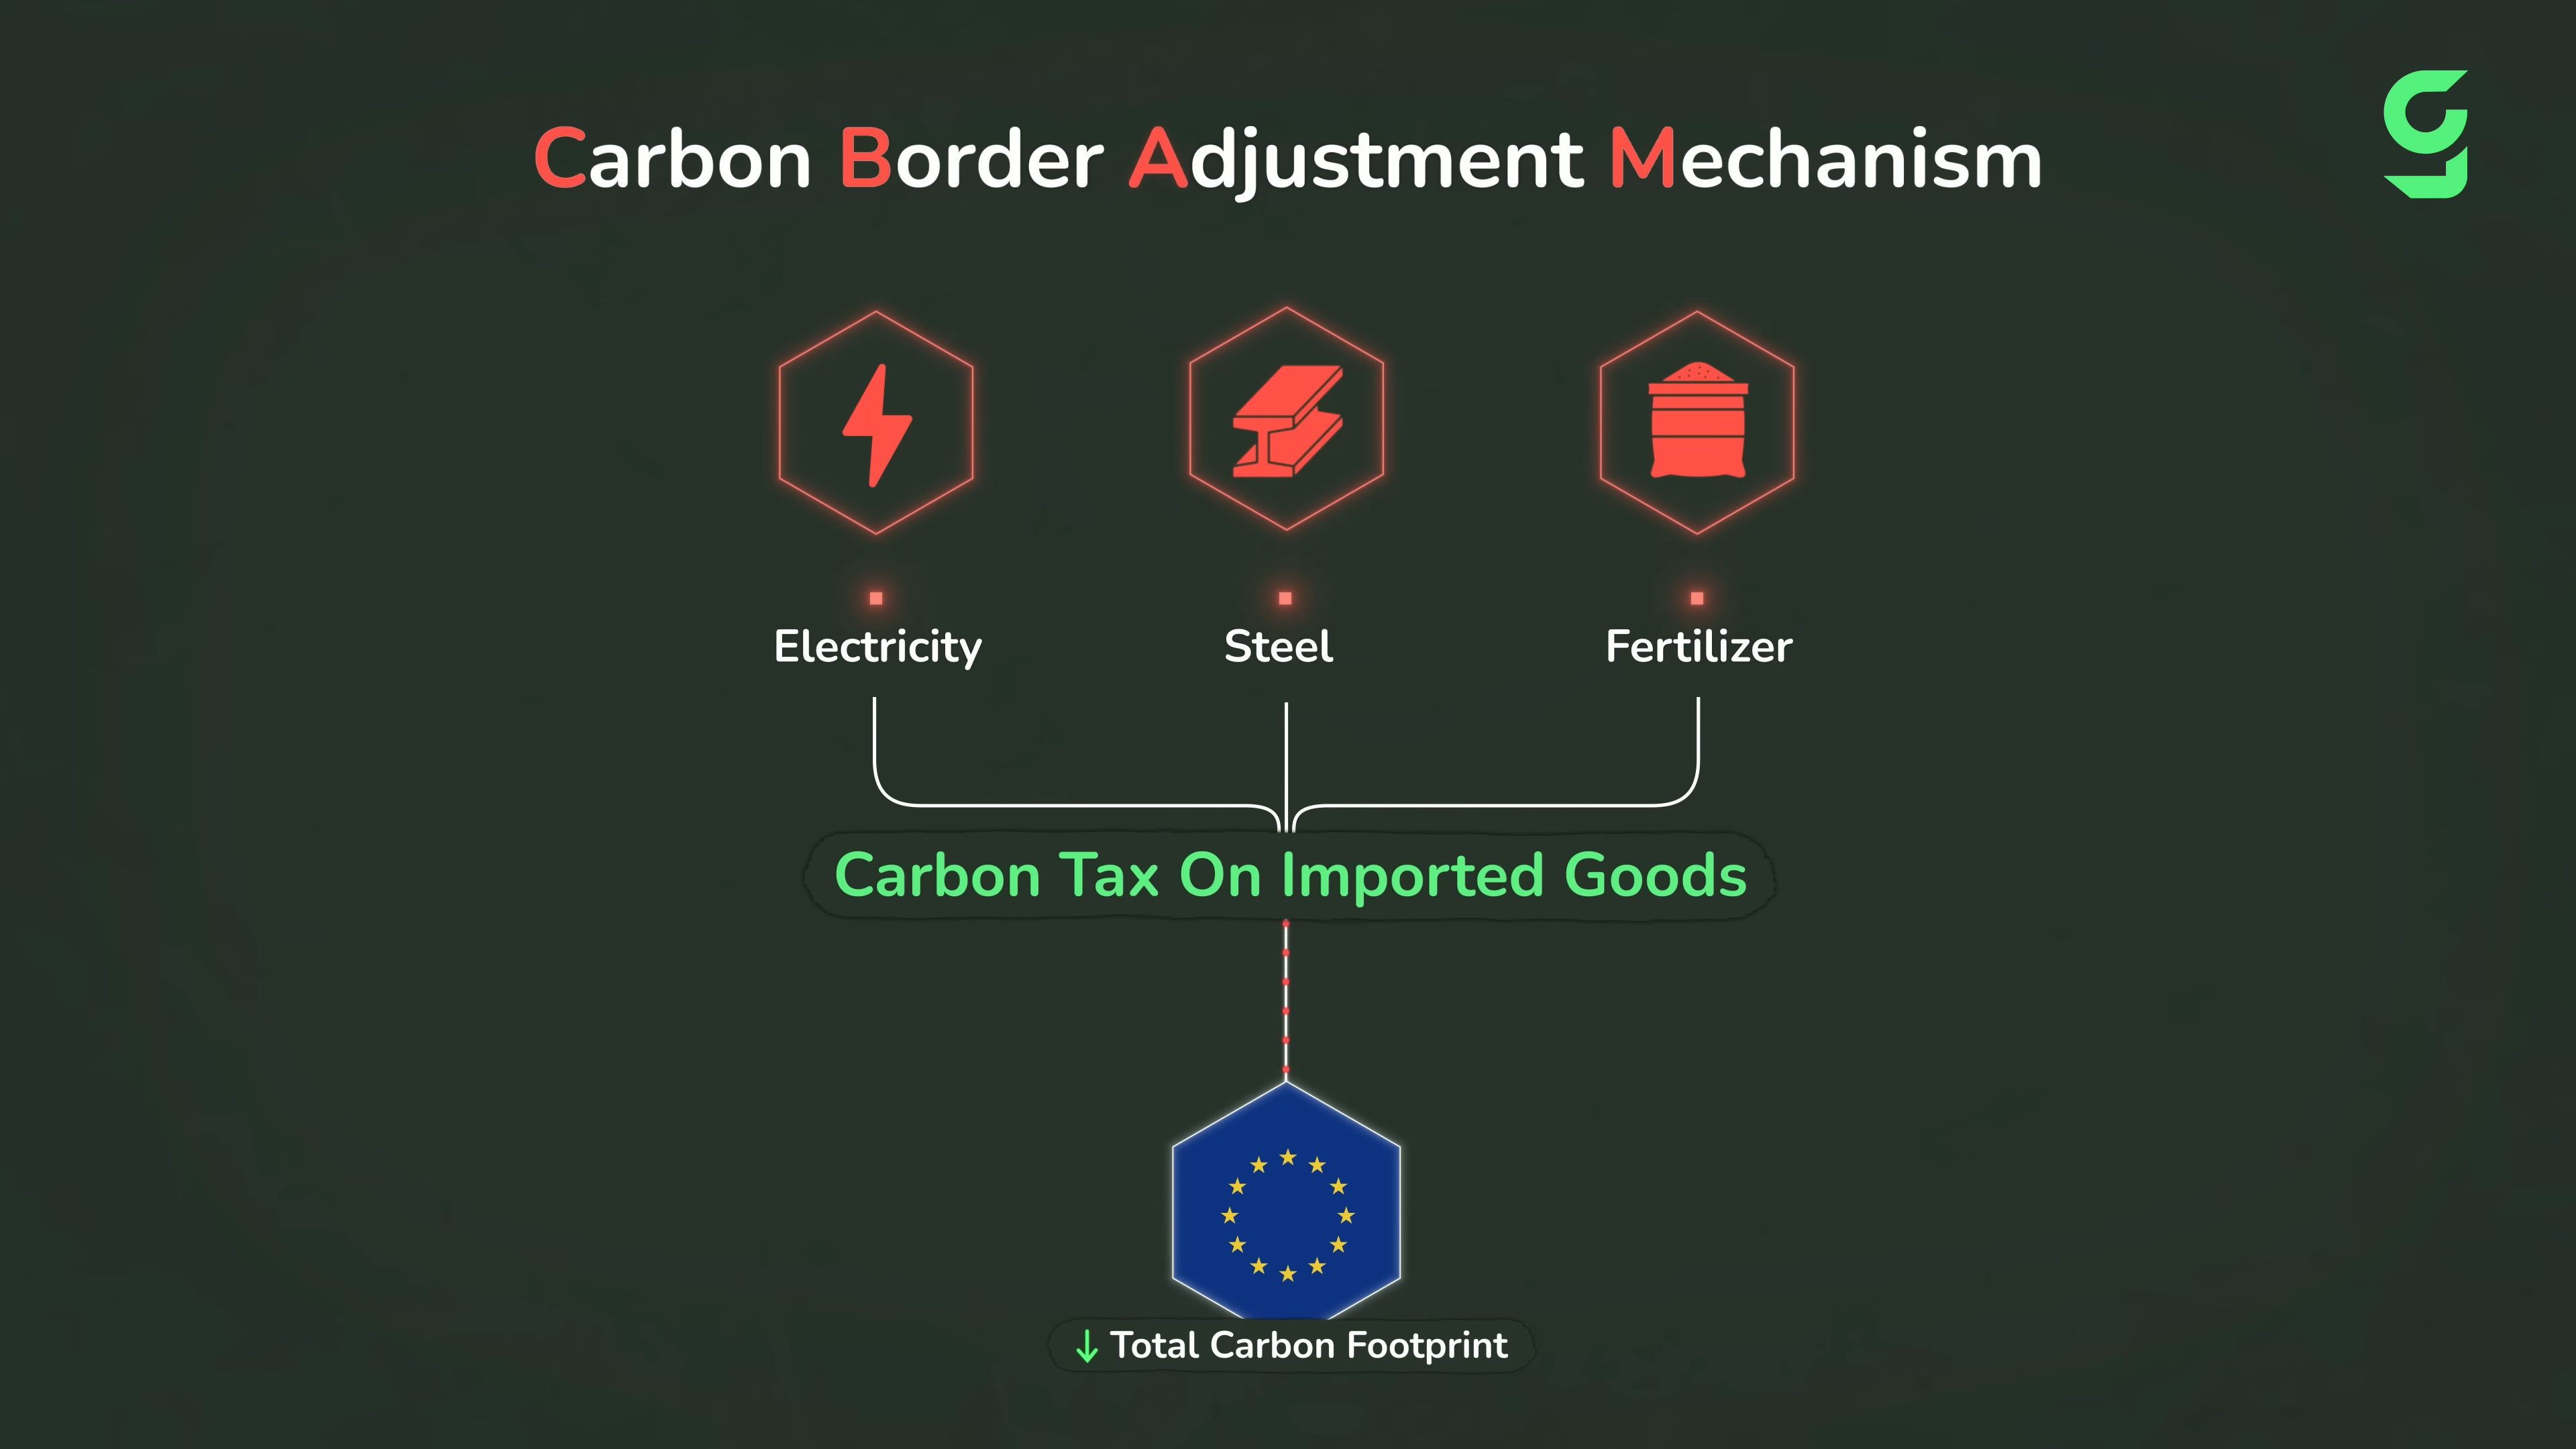 Carbon Border Adjustment Mechanism
Electricity
Steel
Fertilizer
Carbon Tax On Imported Goods
↓ Total Carbon Footprint